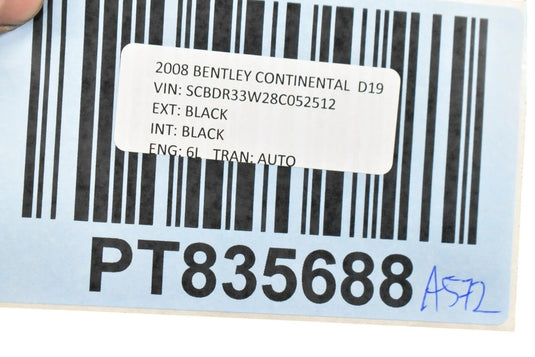 2008 BENTLEY CONTINENTAL D19
VIN: SCBDR33W28C052512
EXT: BLACK
INT: BLACK
ENG: 6L TRAN: AUTO
PT835688 A572